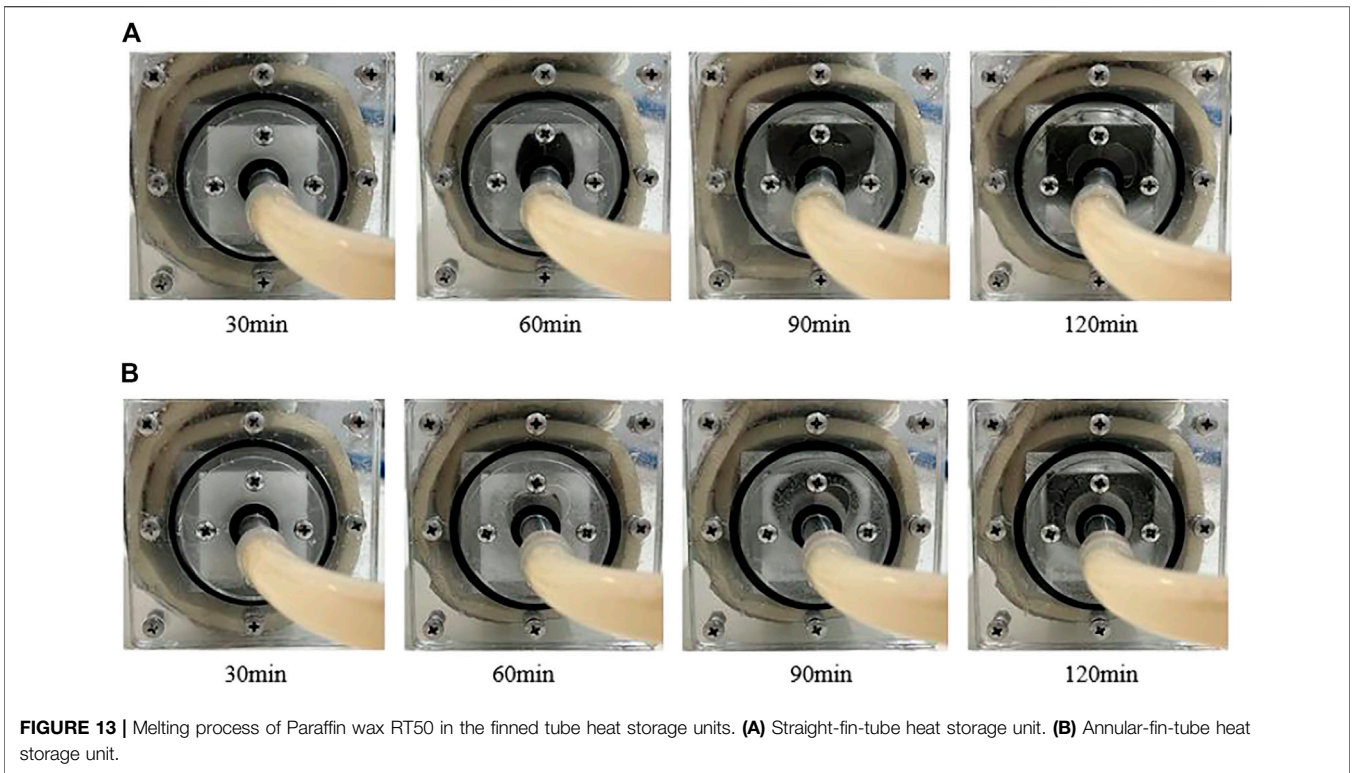 A
30min
60min
90min
120min
B
30min
60min
90min
120min
FIGURE 13 | Melting process of Paraffin wax RT50 in the finned tube heat storage units. (A) Straight-fin-tube heat storage unit. (B) Annular-fin-tube heat
storage unit.